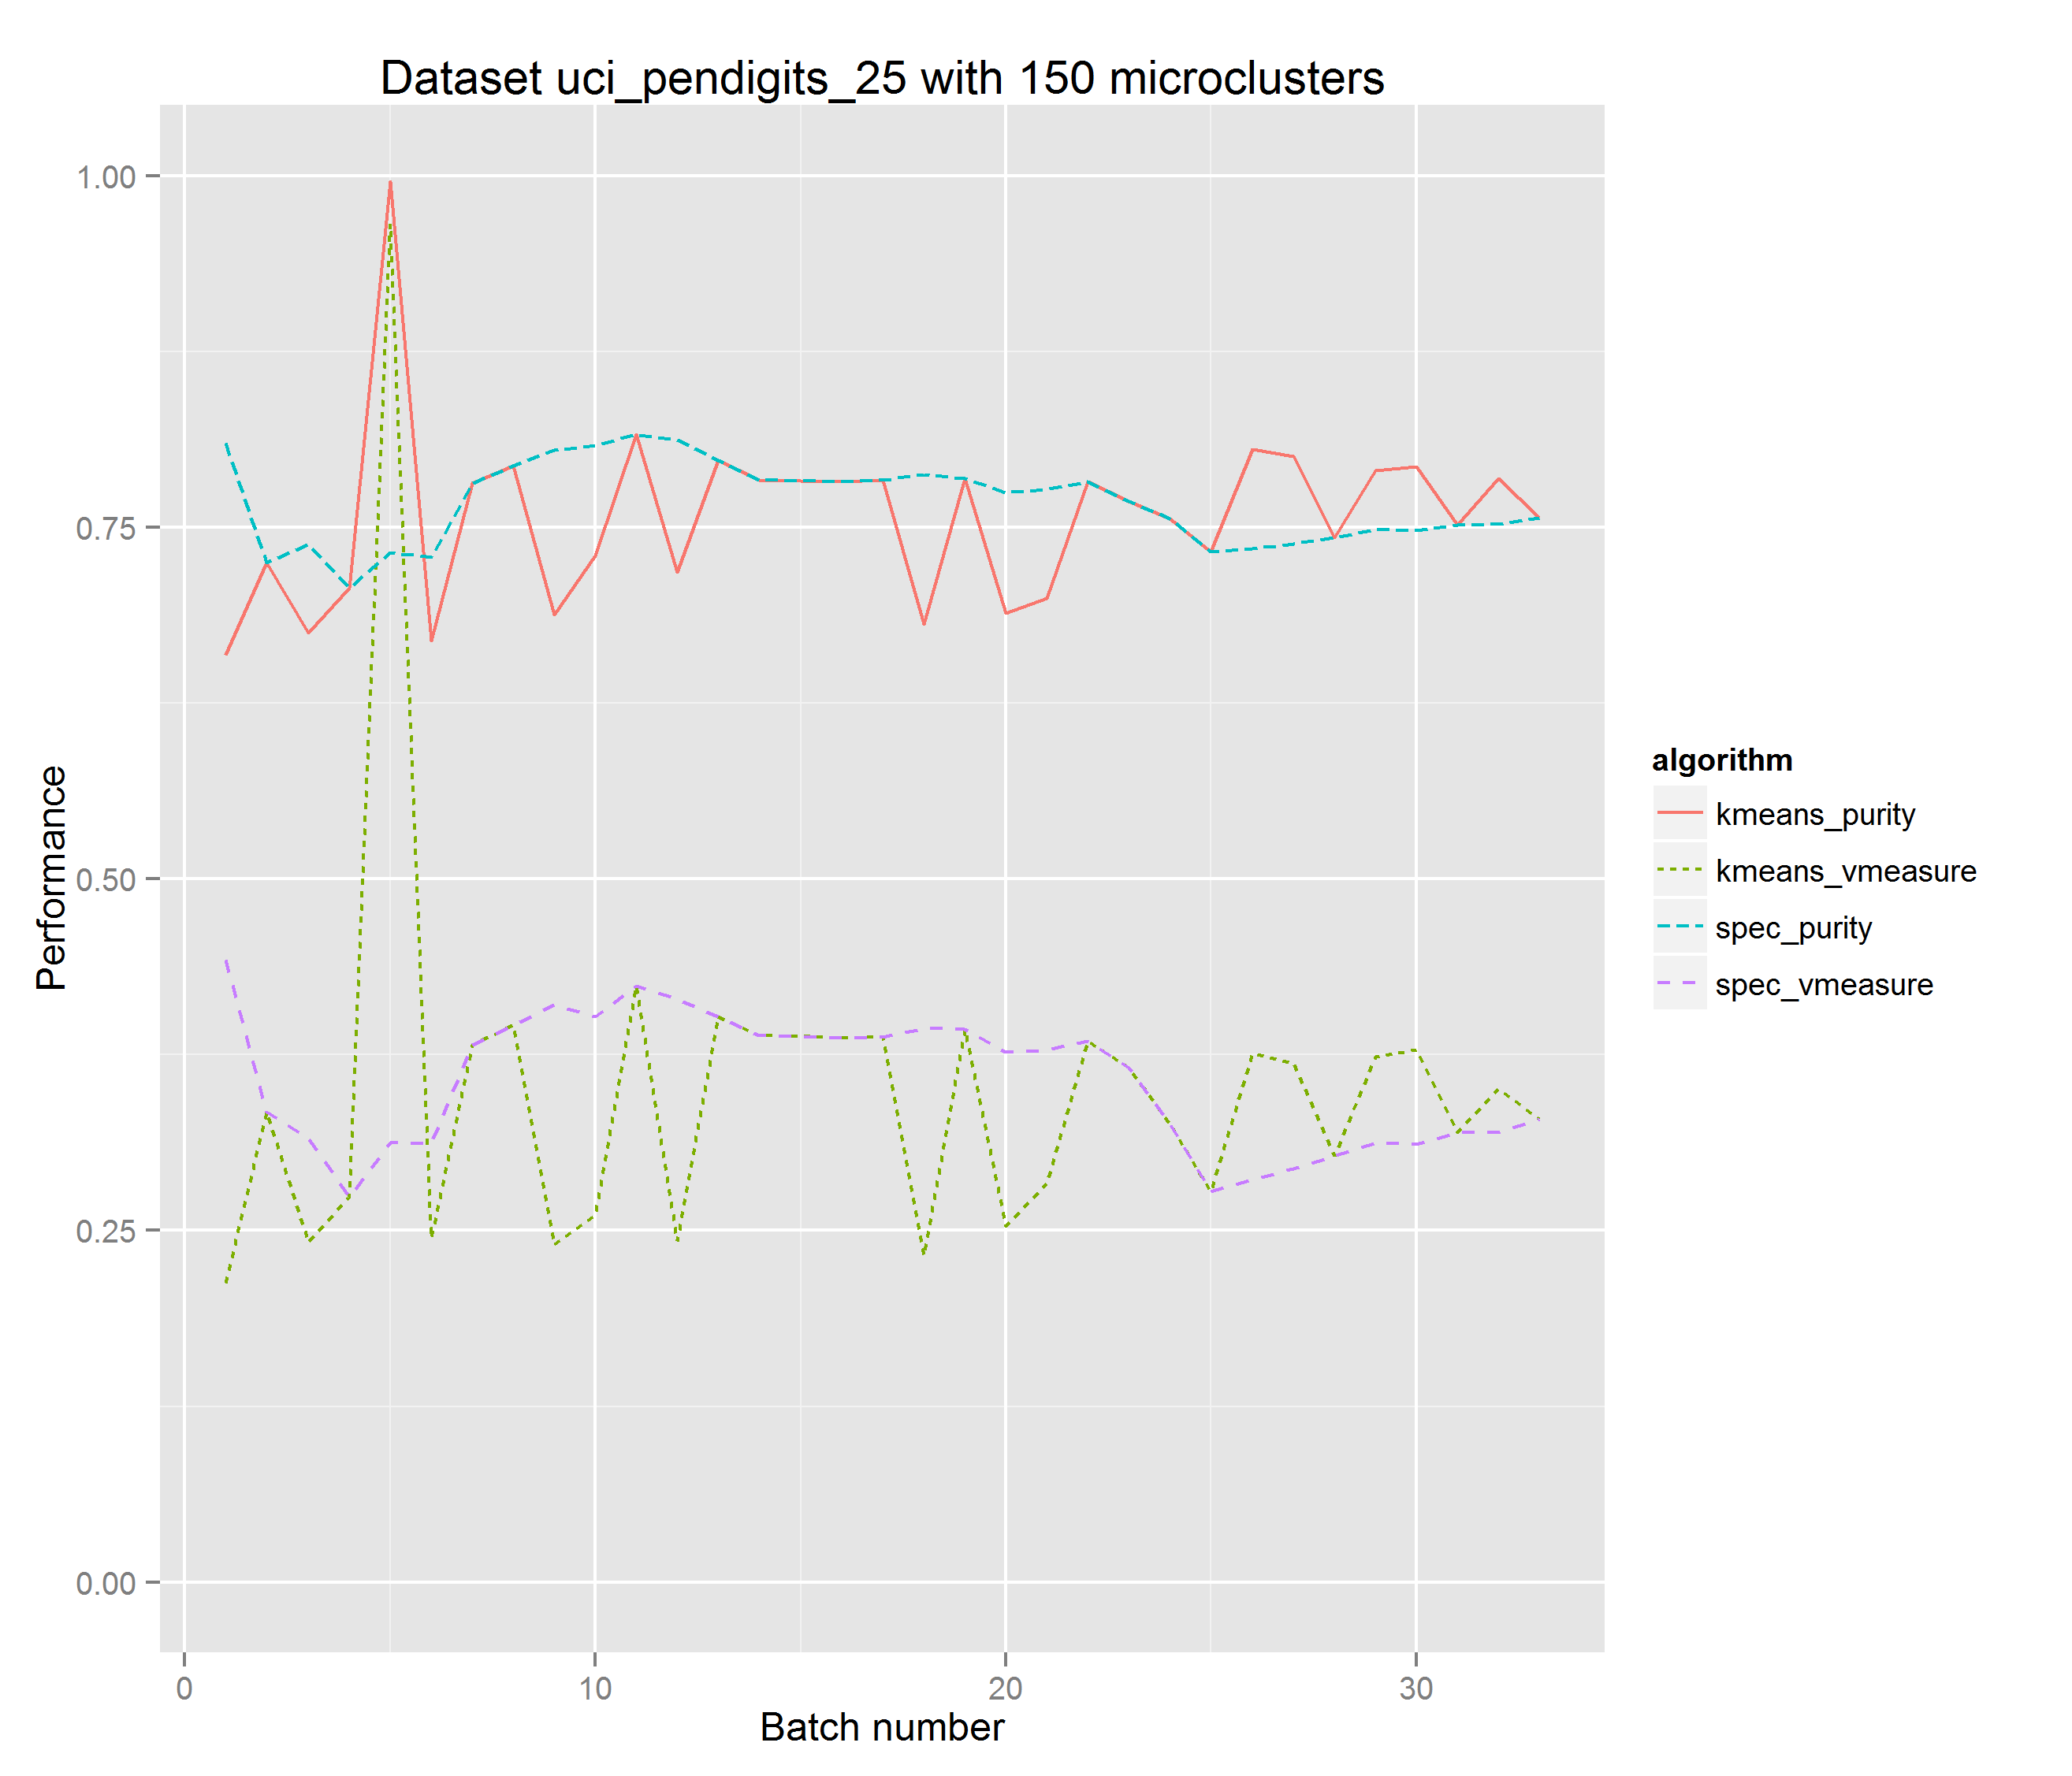 Dataset uci_pendigits_25 with 150 microclusters
1.00
0.75
0.50
0.25
0.00
Performance
0 10 20 30
Batch number
algorithm
kmeans_purity
kmeans_vmeasure
spec_purity
spec_vmeasure